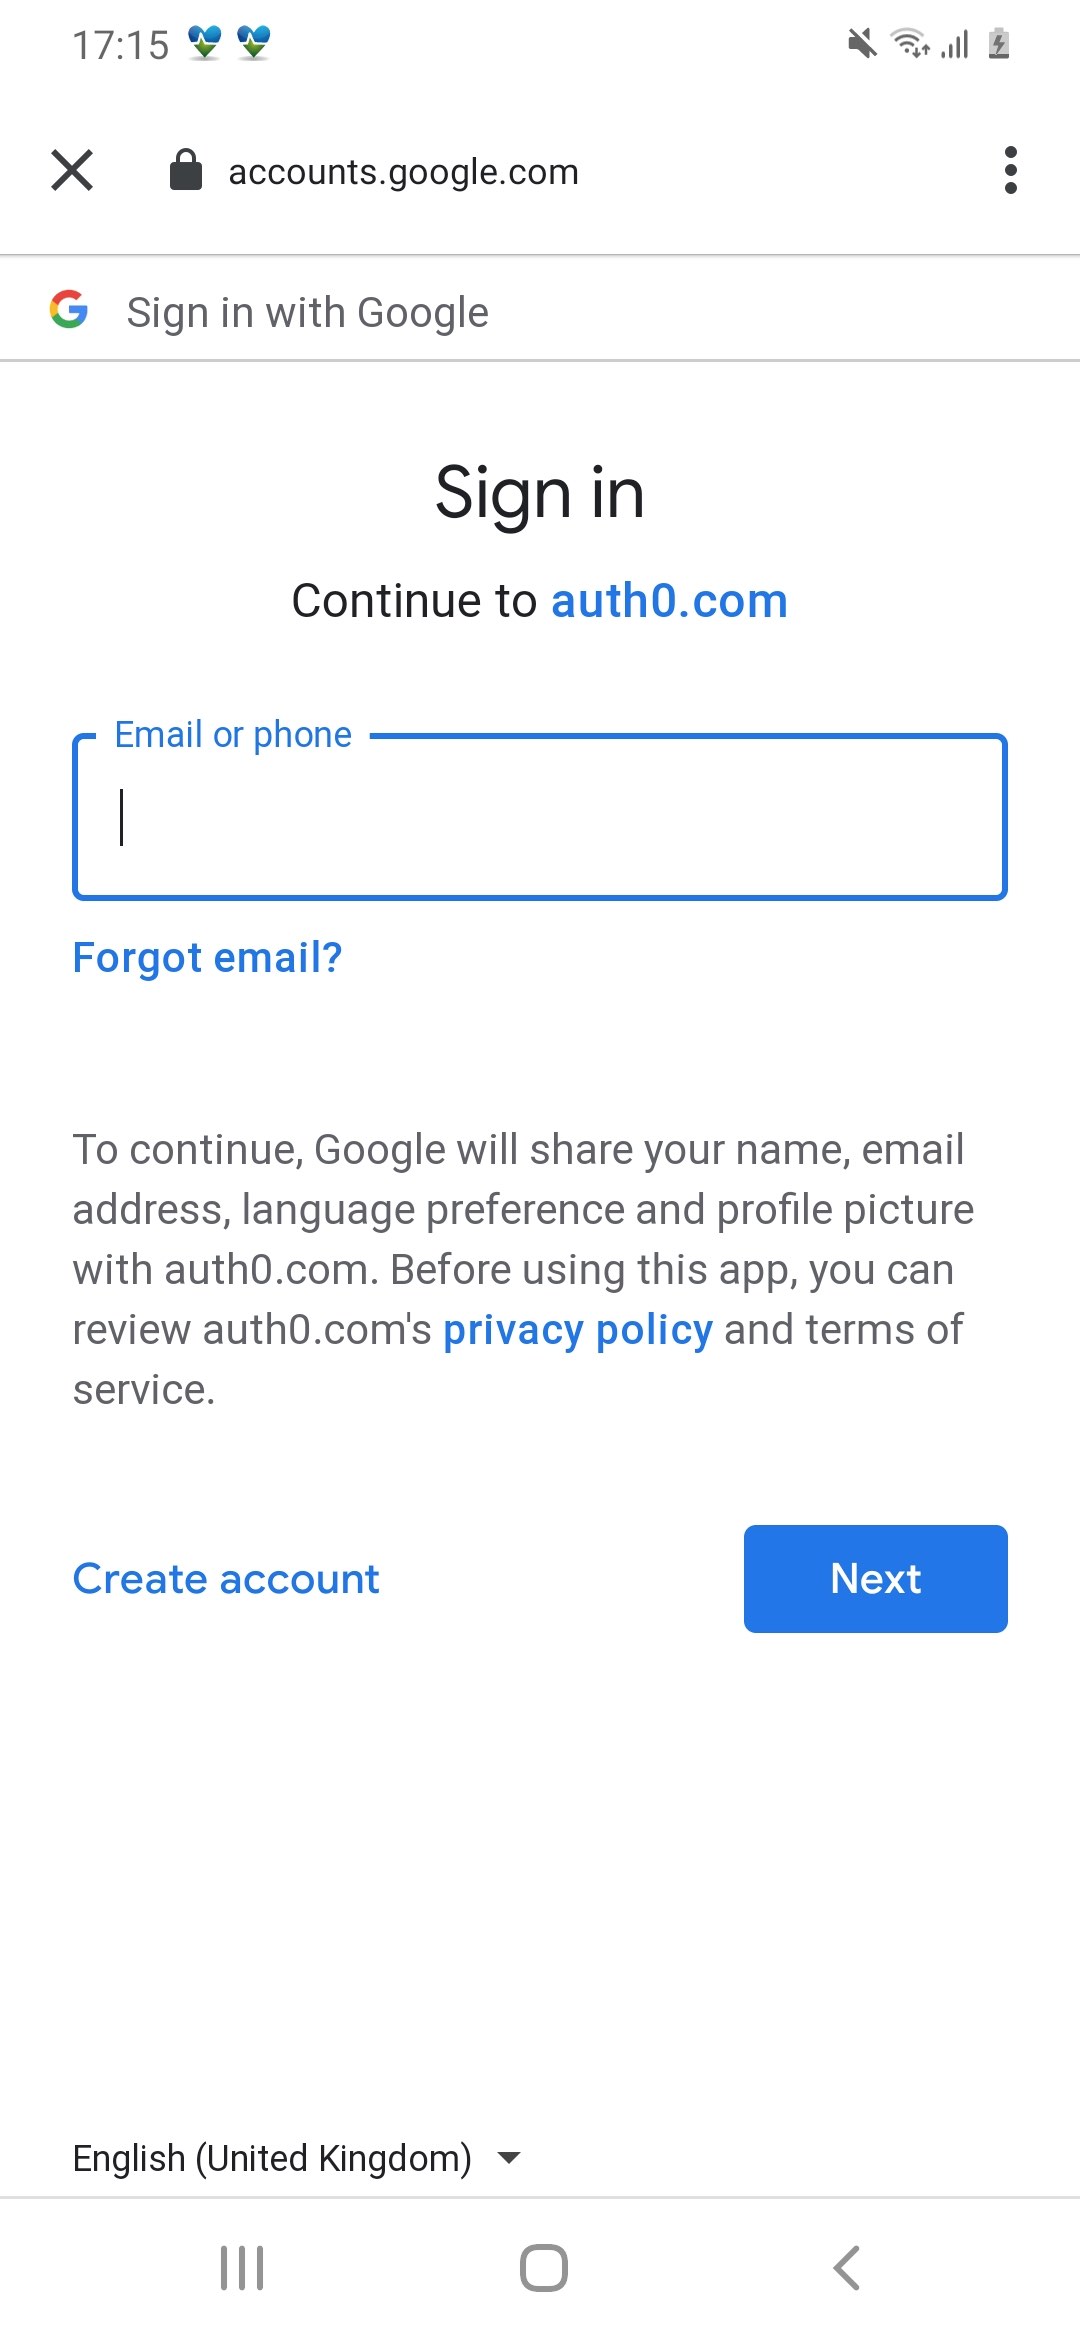 17:15
accounts.google.com
Sign in with Google
Sign in
Continue to auth0.com
Email or phone
Forgot email?
To continue, Google will share your name, email
address, language preference and profile picture
with auth0.com. Before using this app, you can
review auth0.com's privacy policy and terms of
service.
Create account
Next
English (United Kingdom)